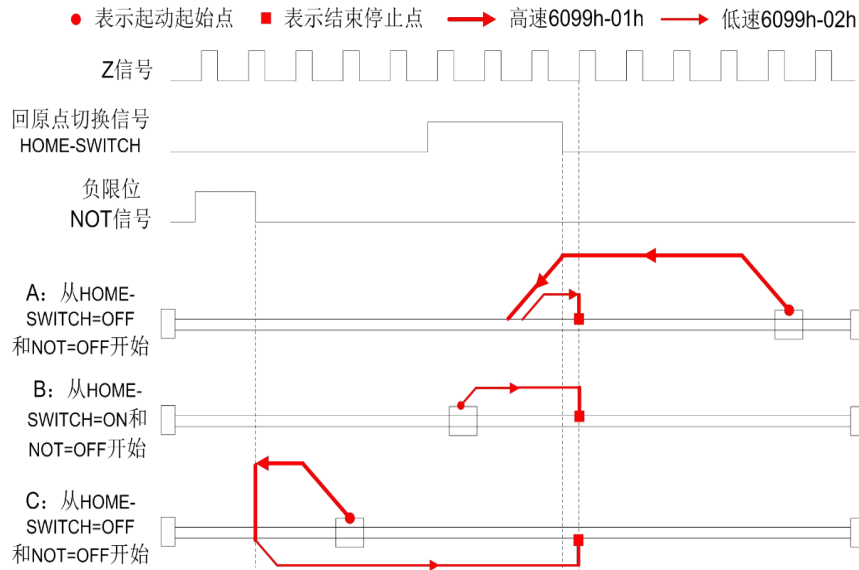 表示起动起始点 表示结束停止点 高速6099h-01h 低速6099h-02h
Z信号
回原点切换信号
HOME-SWITCH
负限位
NOT信号
A：从HOME-
SWITCH=OFF
和NOT=OFF开始
B：从HOME-
SWITCH=ON和
NOT=OFF开始
C：从HOME-
SWITCH=OFF
和NOT=OFF开始